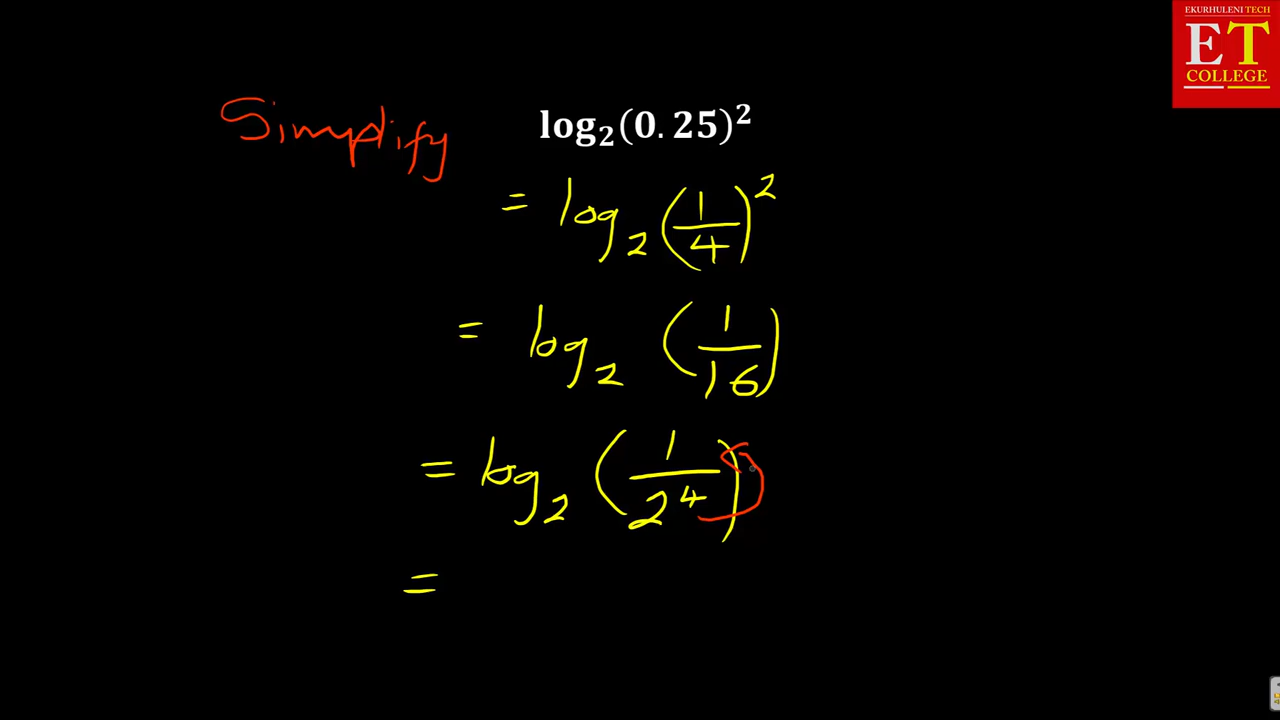 EKURHULENI TECH
ET
COLLEGE
Simplify log₂(0.25)²
= log₂ (1/4)²
= log₂ (1/16)
= log₂ (1/2⁴)
=